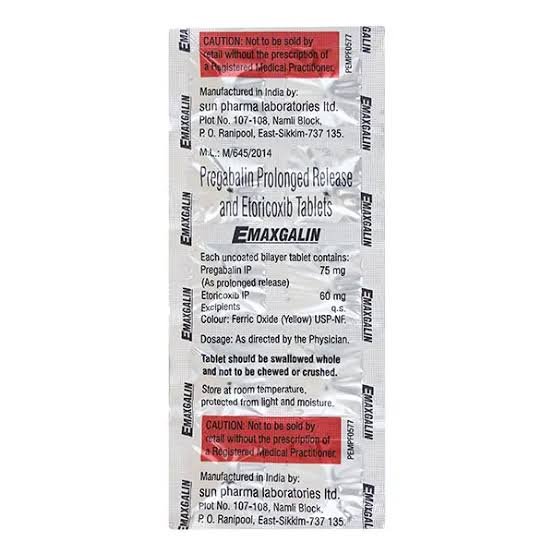 CAUTION: Not to be sold by
retail without the prescription of
a Registered Medical Practitioner.
PEMPF0577
Manufactured in India by:
sun pharma laboratories ltd.
Plot No. 107-108, Namli Block,
P. O. Ranipool, East-Sikkim-737 135.
M.L.: M/645/2014
Pregabalin Prolonged Release
and Etoricoxib Tablets
EMAXGALIN
Each uncoated bilayer tablet contains:
Pregabalin IP 75 mg
(As prolonged release)
Etoricoxib IP 60 mg
Excipients q.s.
Colour: Ferric Oxide (Yellow) USP-NF.
Dosage: As directed by the Physician.
Tablet should be swallowed whole
and not to be chewed or crushed.
Store at room temperature,
protected from light and moisture.
CAUTION: Not to be sold by
retail without the prescription of
a Registered Medical Practitioner.
PEMPF0577
Manufactured in India by:
sun pharma laboratories ltd.
Plot No. 107-108, Namli Block,
P. O. Ranipool, East-Sikkim-737 135.
EMAXGALIN
EMAXGALIN
EMAXGALIN
EMAXGALIN
EMAXGALIN
EMAXGALIN
EMAXGALIN
EMAXGALIN
EMAXGALIN
EMAXGALIN
EMAXGALIN